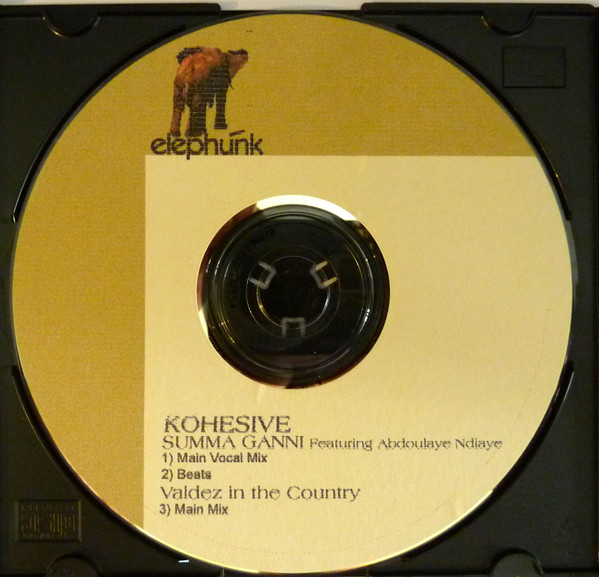 elephunk
KOHESIVE
SUMMA GANNI Featuring Abdoulaye Ndiaye
1) Main Vocal Mix
2) Beats
Valdez in the Country
3) Main Mix